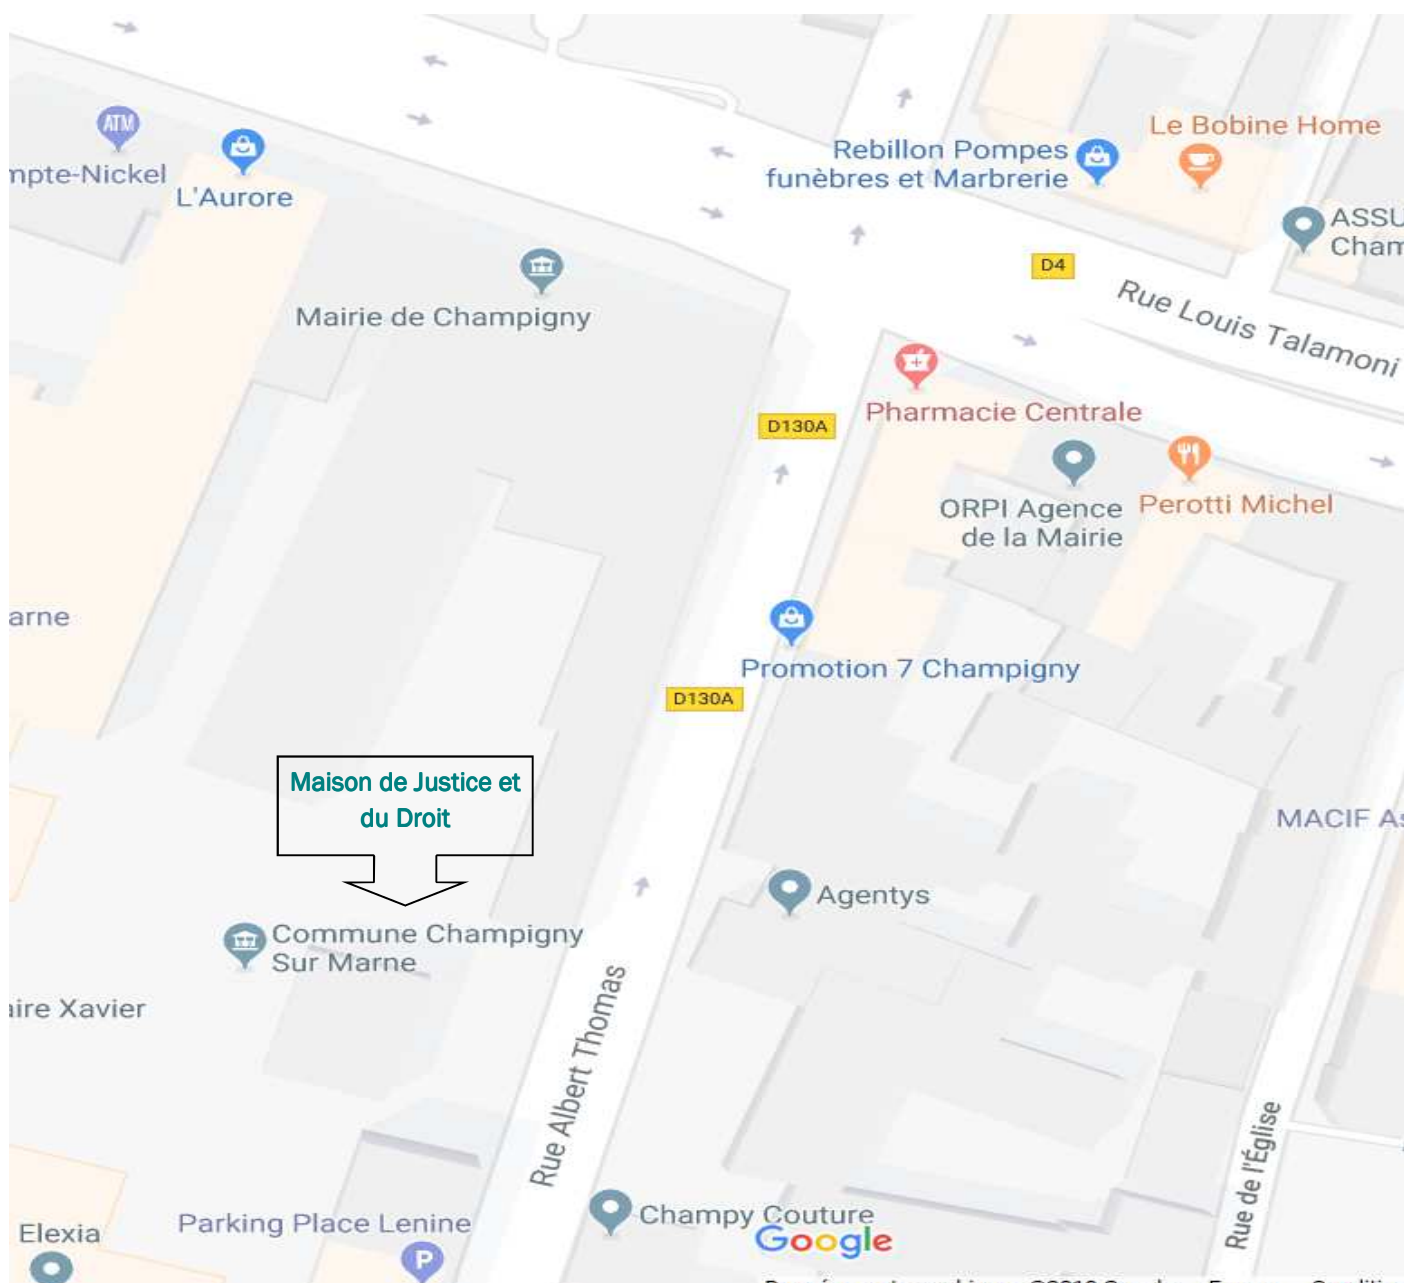 Le Bobine Home
ATM
Rebillon Pompes
funèbres et Marbrerie
mpte-Nickel
L'Aurore
ASSU
Cham
D4
Mairie de Champigny
Rue Louis Talamoni
Pharmacie Centrale
D130A
ORPI Agence
de la Mairie
Perotti Michel
arne
Promotion 7 Champigny
D130A
Maison de Justice et
du Droit
MACIF As
Agentys
Commune Champigny
Sur Marne
aire Xavier
Rue Albert Thomas
Rue de l'Église
Champy Couture
Parking Place Lenine
P
Elexia
Google